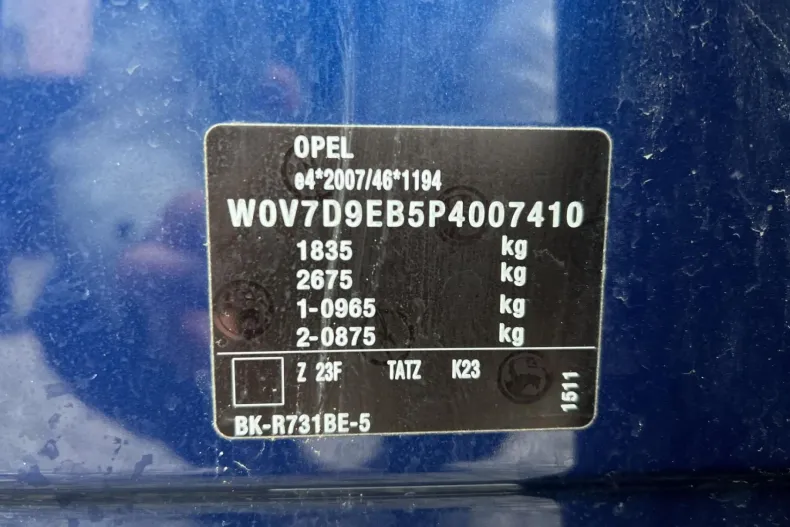 OPEL
e4*2007/46*1194
W0V7D9EB5P4007410
1835 kg
2675 kg
1-0965 kg
2-0875 kg
Z 23F TATZ K23
BK-R731BE-5
1511